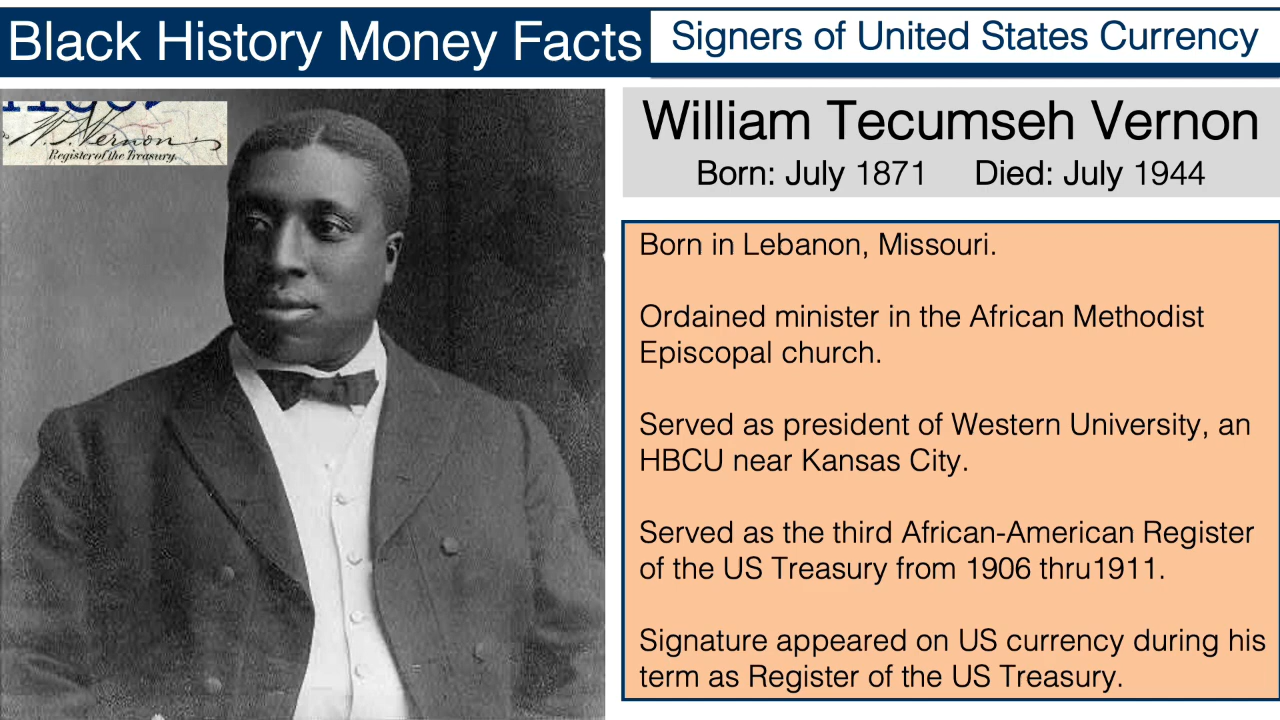 Black History Money Facts
Signers of United States Currency
W.T. Vernon
Register of the Treasury.
William Tecumseh Vernon
Born: July 1871 Died: July 1944
Born in Lebanon, Missouri.
Ordained minister in the African Methodist
Episcopal church.
Served as president of Western University, an
HBCU near Kansas City.
Served as the third African-American Register
of the US Treasury from 1906 thru1911.
Signature appeared on US currency during his
term as Register of the US Treasury.